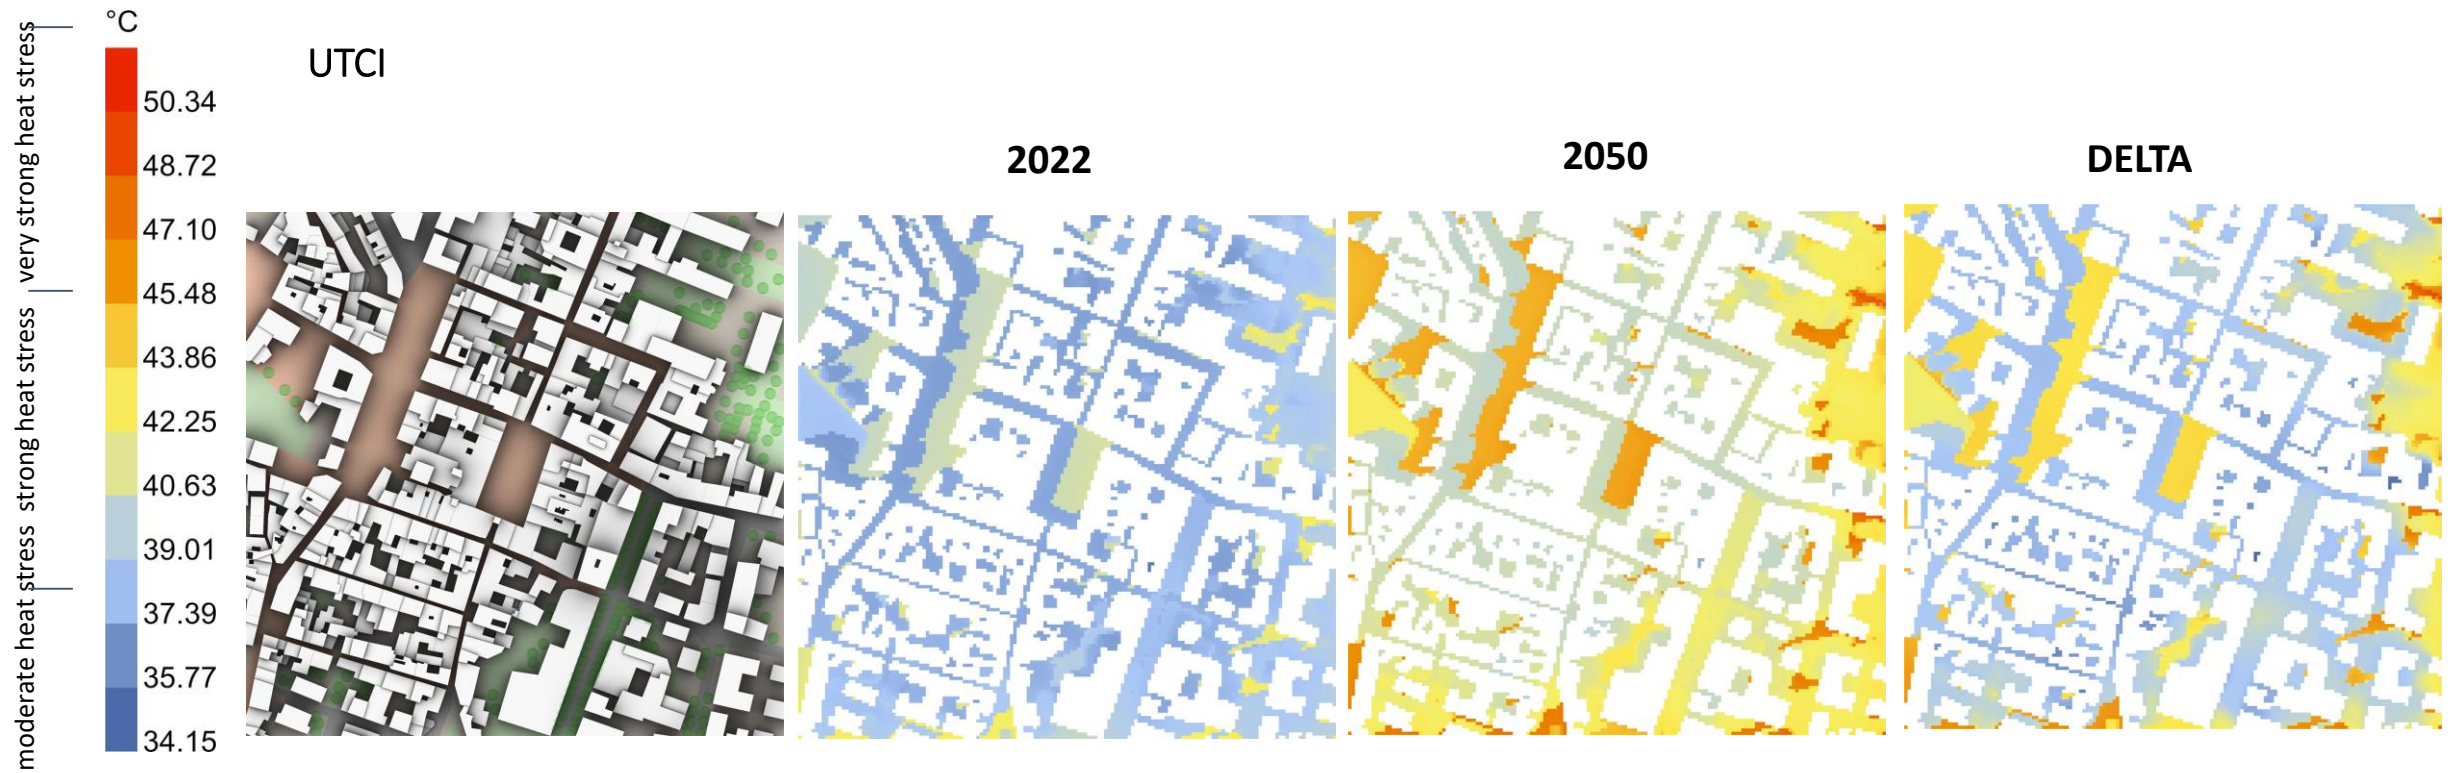 °C
UTCI
very strong heat stress
strong heat stress
moderate heat stress
50.34
48.72
47.10
45.48
43.86
42.25
40.63
39.01
37.39
35.77
34.15
2022
2050
DELTA